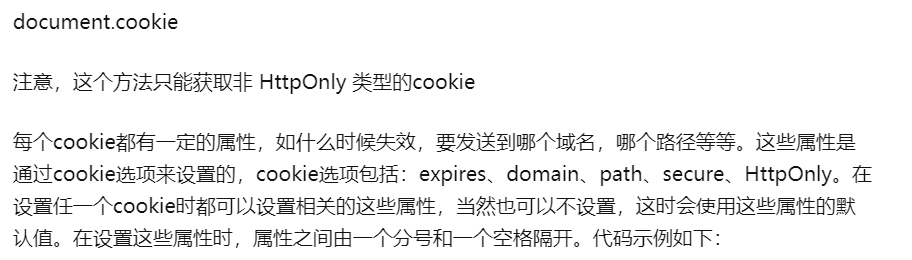 document.cookie
注意，这个方法只能获取非 HttpOnly 类型的cookie
每个cookie都有一定的属性，如什么时候失效，要发送到哪个域名，哪个路径等等。这些属性是
通过cookie选项来设置的，cookie选项包括：expires、domain、path、secure、HttpOnly。在
设置任一个cookie时都可以设置相关的这些属性，当然也可以不设置，这时会使用这些属性的默
认值。在设置这些属性时，属性之间由一个分号和一个空格隔开。代码示例如下：